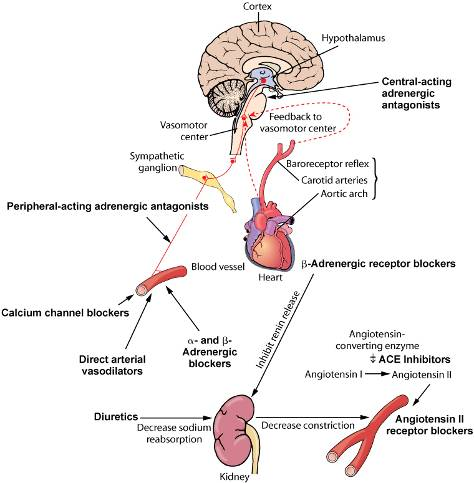 Cortex
Hypothalamus
Central-acting
adrenergic
antagonists
Vasomotor
center
Feedback to
vasomotor center
Sympathetic
ganglion
Baroreceptor reflex
Carotid arteries
Aortic arch
Peripheral-acting adrenergic antagonists
Blood vessel
Heart
β-Adrenergic receptor blockers
Calcium channel blockers
Direct arterial
vasodilators
α- and β-
Adrenergic
blockers
Inhibit renin release
Angiotensin-
converting enzyme
ACE Inhibitors
Angiotensin I
Angiotensin II
Diuretics
Decrease sodium
reabsorption
Decrease constriction
Angiotensin II
receptor blockers
Kidney